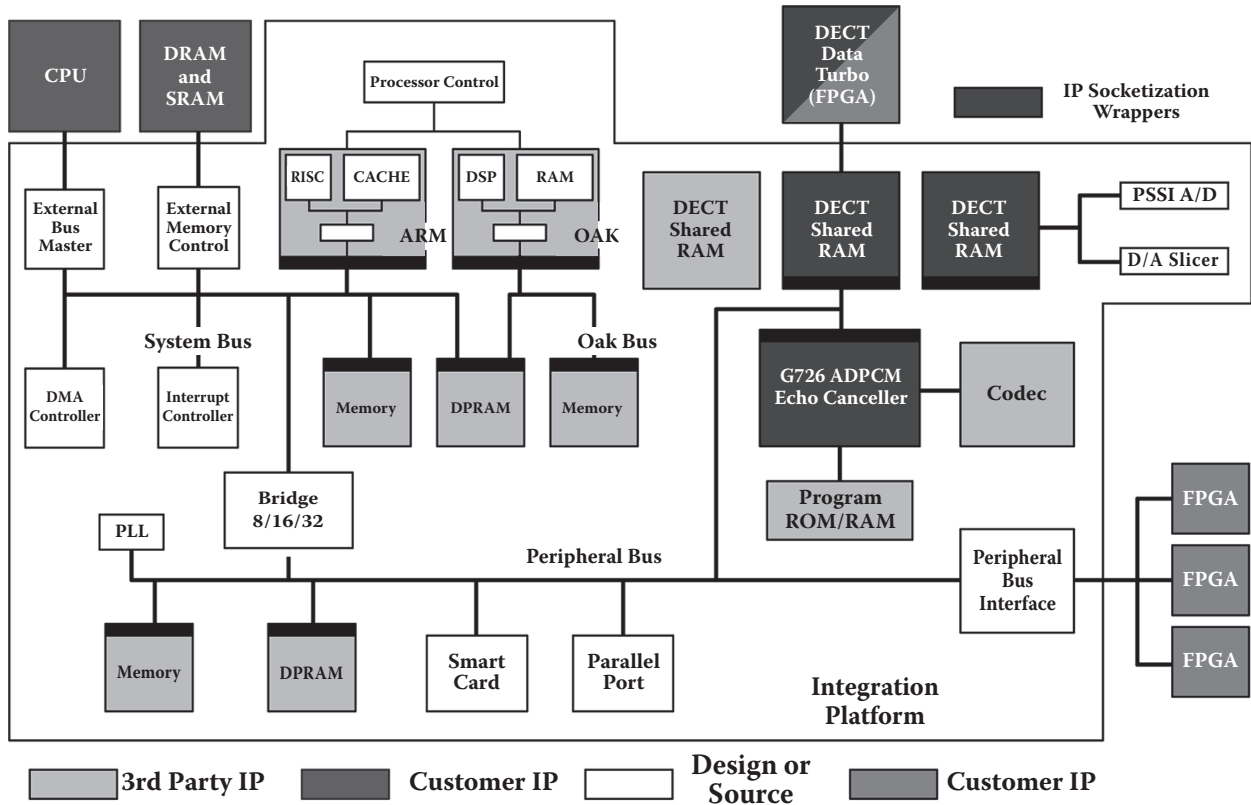 CPU
DRAM
and
SRAM
Processor Control
DECT
Data
Turbo
(FPGA)
IP Socketization
Wrappers
RISC
CACHE
DSP
RAM
External
Bus
Master
External
Memory
Control
ARM
OAK
DECT
Shared
RAM
DECT
Shared
RAM
DECT
Shared
RAM
PSSI A/D
D/A Slicer
System Bus
Oak Bus
DMA
Controller
Interrupt
Controller
Memory
DPRAM
Memory
G726 ADPCM
Echo Canceller
Codec
Bridge
8/16/32
Program
ROM/RAM
PLL
Peripheral Bus
Peripheral
Bus
Interface
FPGA
FPGA
FPGA
Memory
DPRAM
Smart
Card
Parallel
Port
Integration
Platform
3rd Party IP
Customer IP
Design or
Source
Customer IP